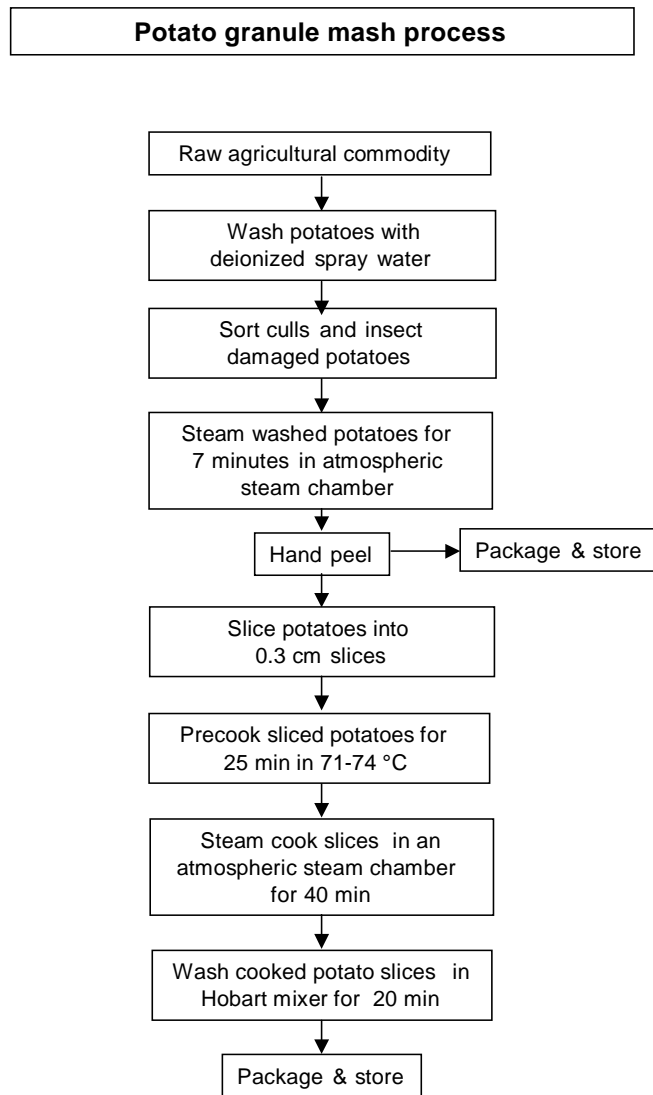 Potato granule mash process
Raw agricultural commodity
Wash potatoes with
deionized spray water
Sort culls and insect
damaged potatoes
Steam washed potatoes for
7 minutes in atmospheric
steam chamber
Hand peel
Package & store
Slice potatoes into
0.3 cm slices
Precook sliced potatoes for
25 min in 71-74 °C
Steam cook slices in an
atmospheric steam chamber
for 40 min
Wash cooked potato slices in
Hobart mixer for 20 min
Package & store